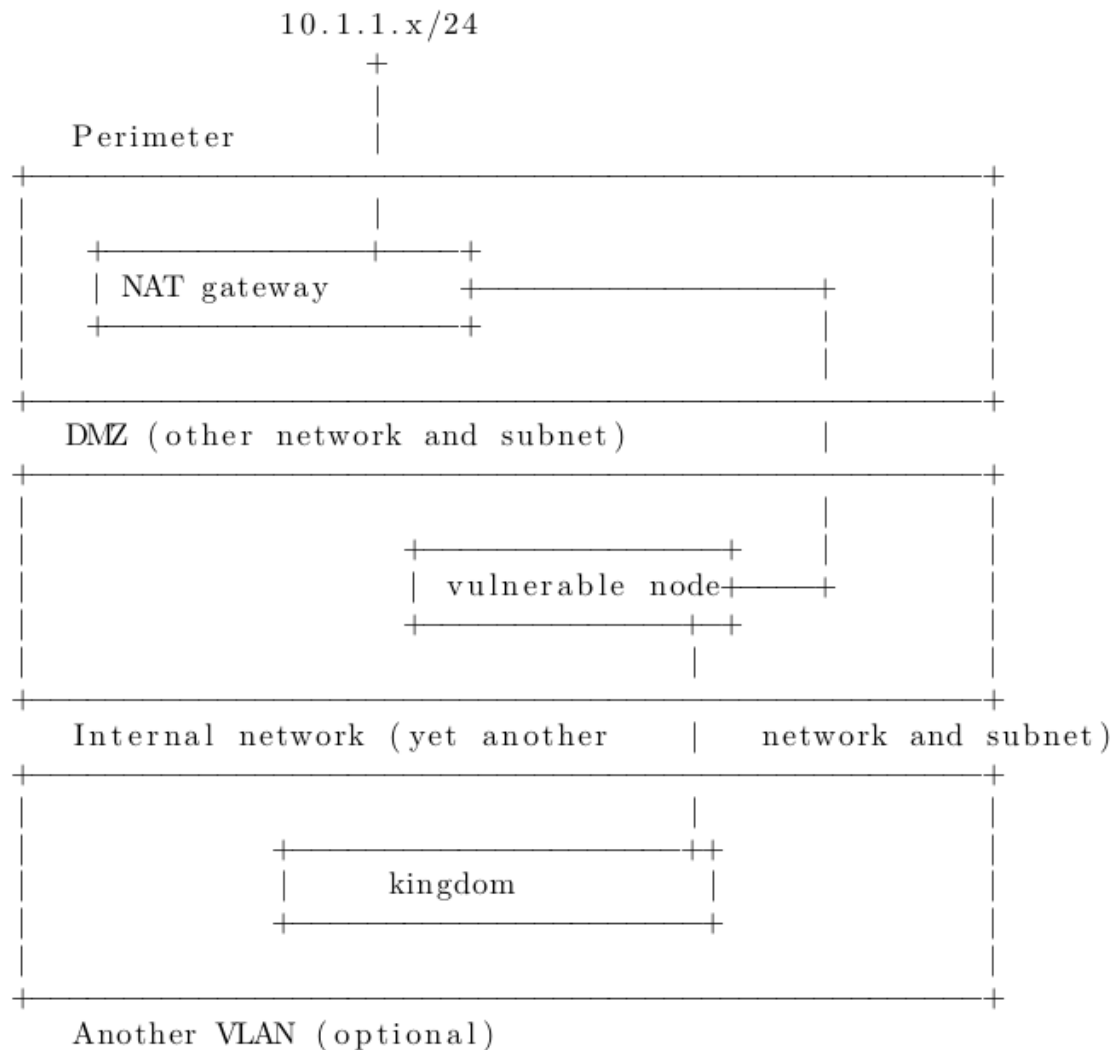 10.1.1.x/24
Perimeter
NAT gateway
DMZ (other network and subnet)
vulnerable node
Internal network (yet another | network and subnet)
kingdom
Another VLAN (optional)